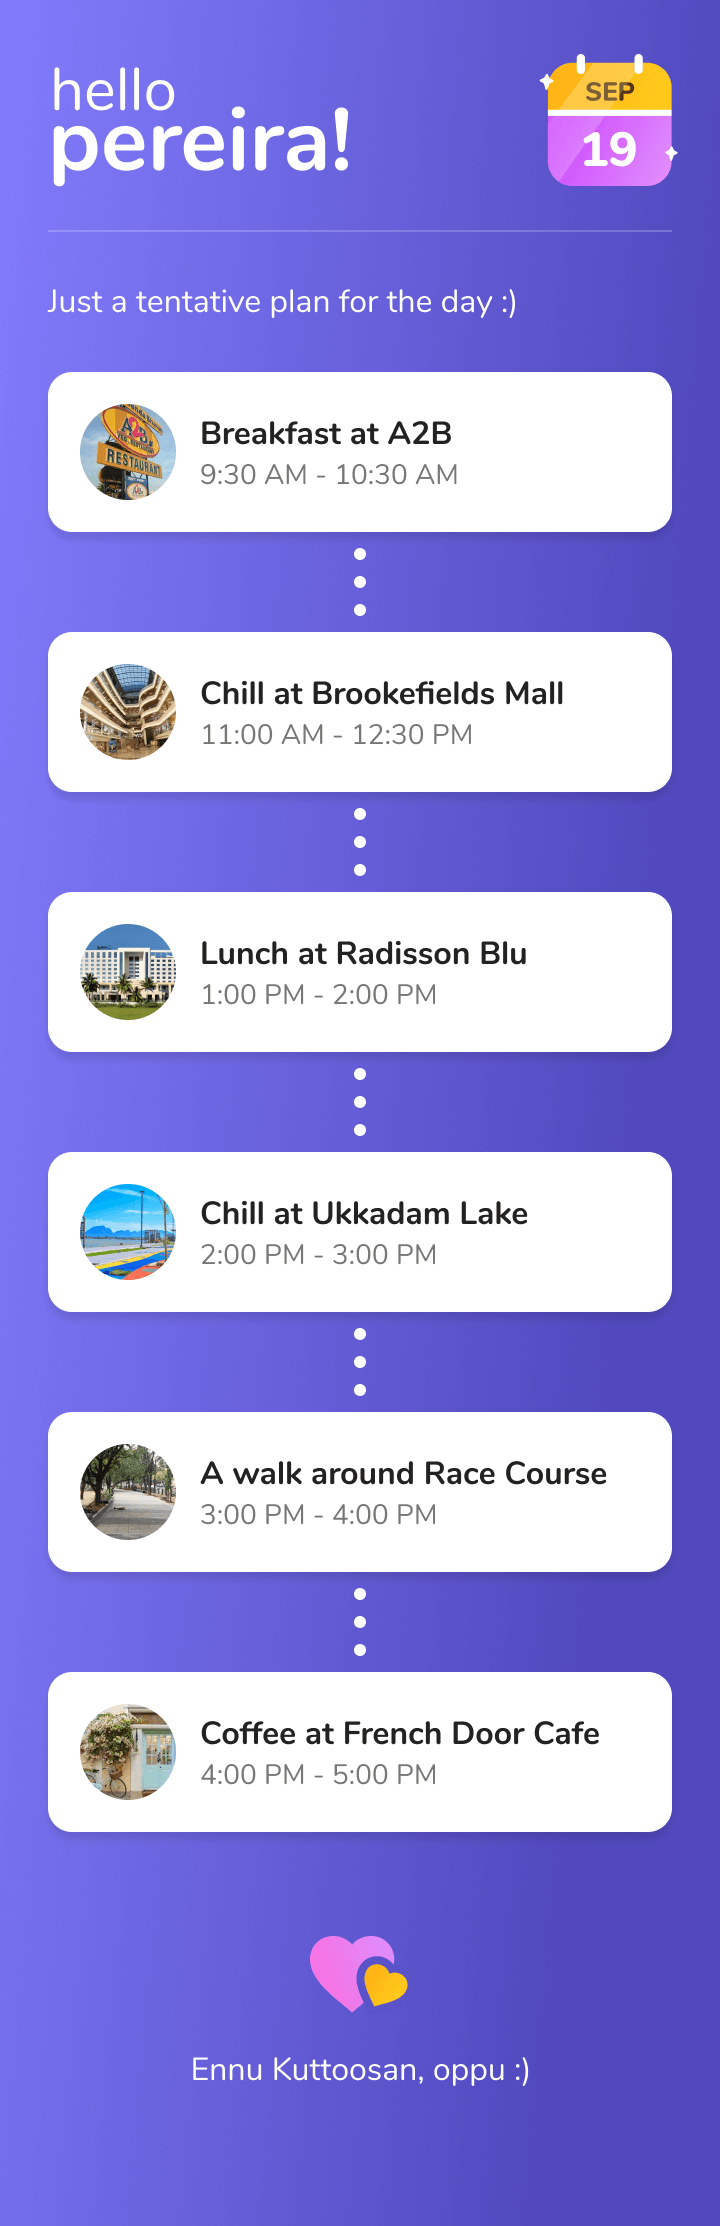 hello
pereira!
SEP
19
Just a tentative plan for the day :)
A2B
RESTAURANT
Breakfast at A2B
9:30 AM - 10:30 AM
Chill at Brookefields Mall
11:00 AM - 12:30 PM
Lunch at Radisson Blu
1:00 PM - 2:00 PM
Chill at Ukkadam Lake
2:00 PM - 3:00 PM
A walk around Race Course
3:00 PM - 4:00 PM
Coffee at French Door Cafe
4:00 PM - 5:00 PM
Ennu Kuttoosan, oppu :)